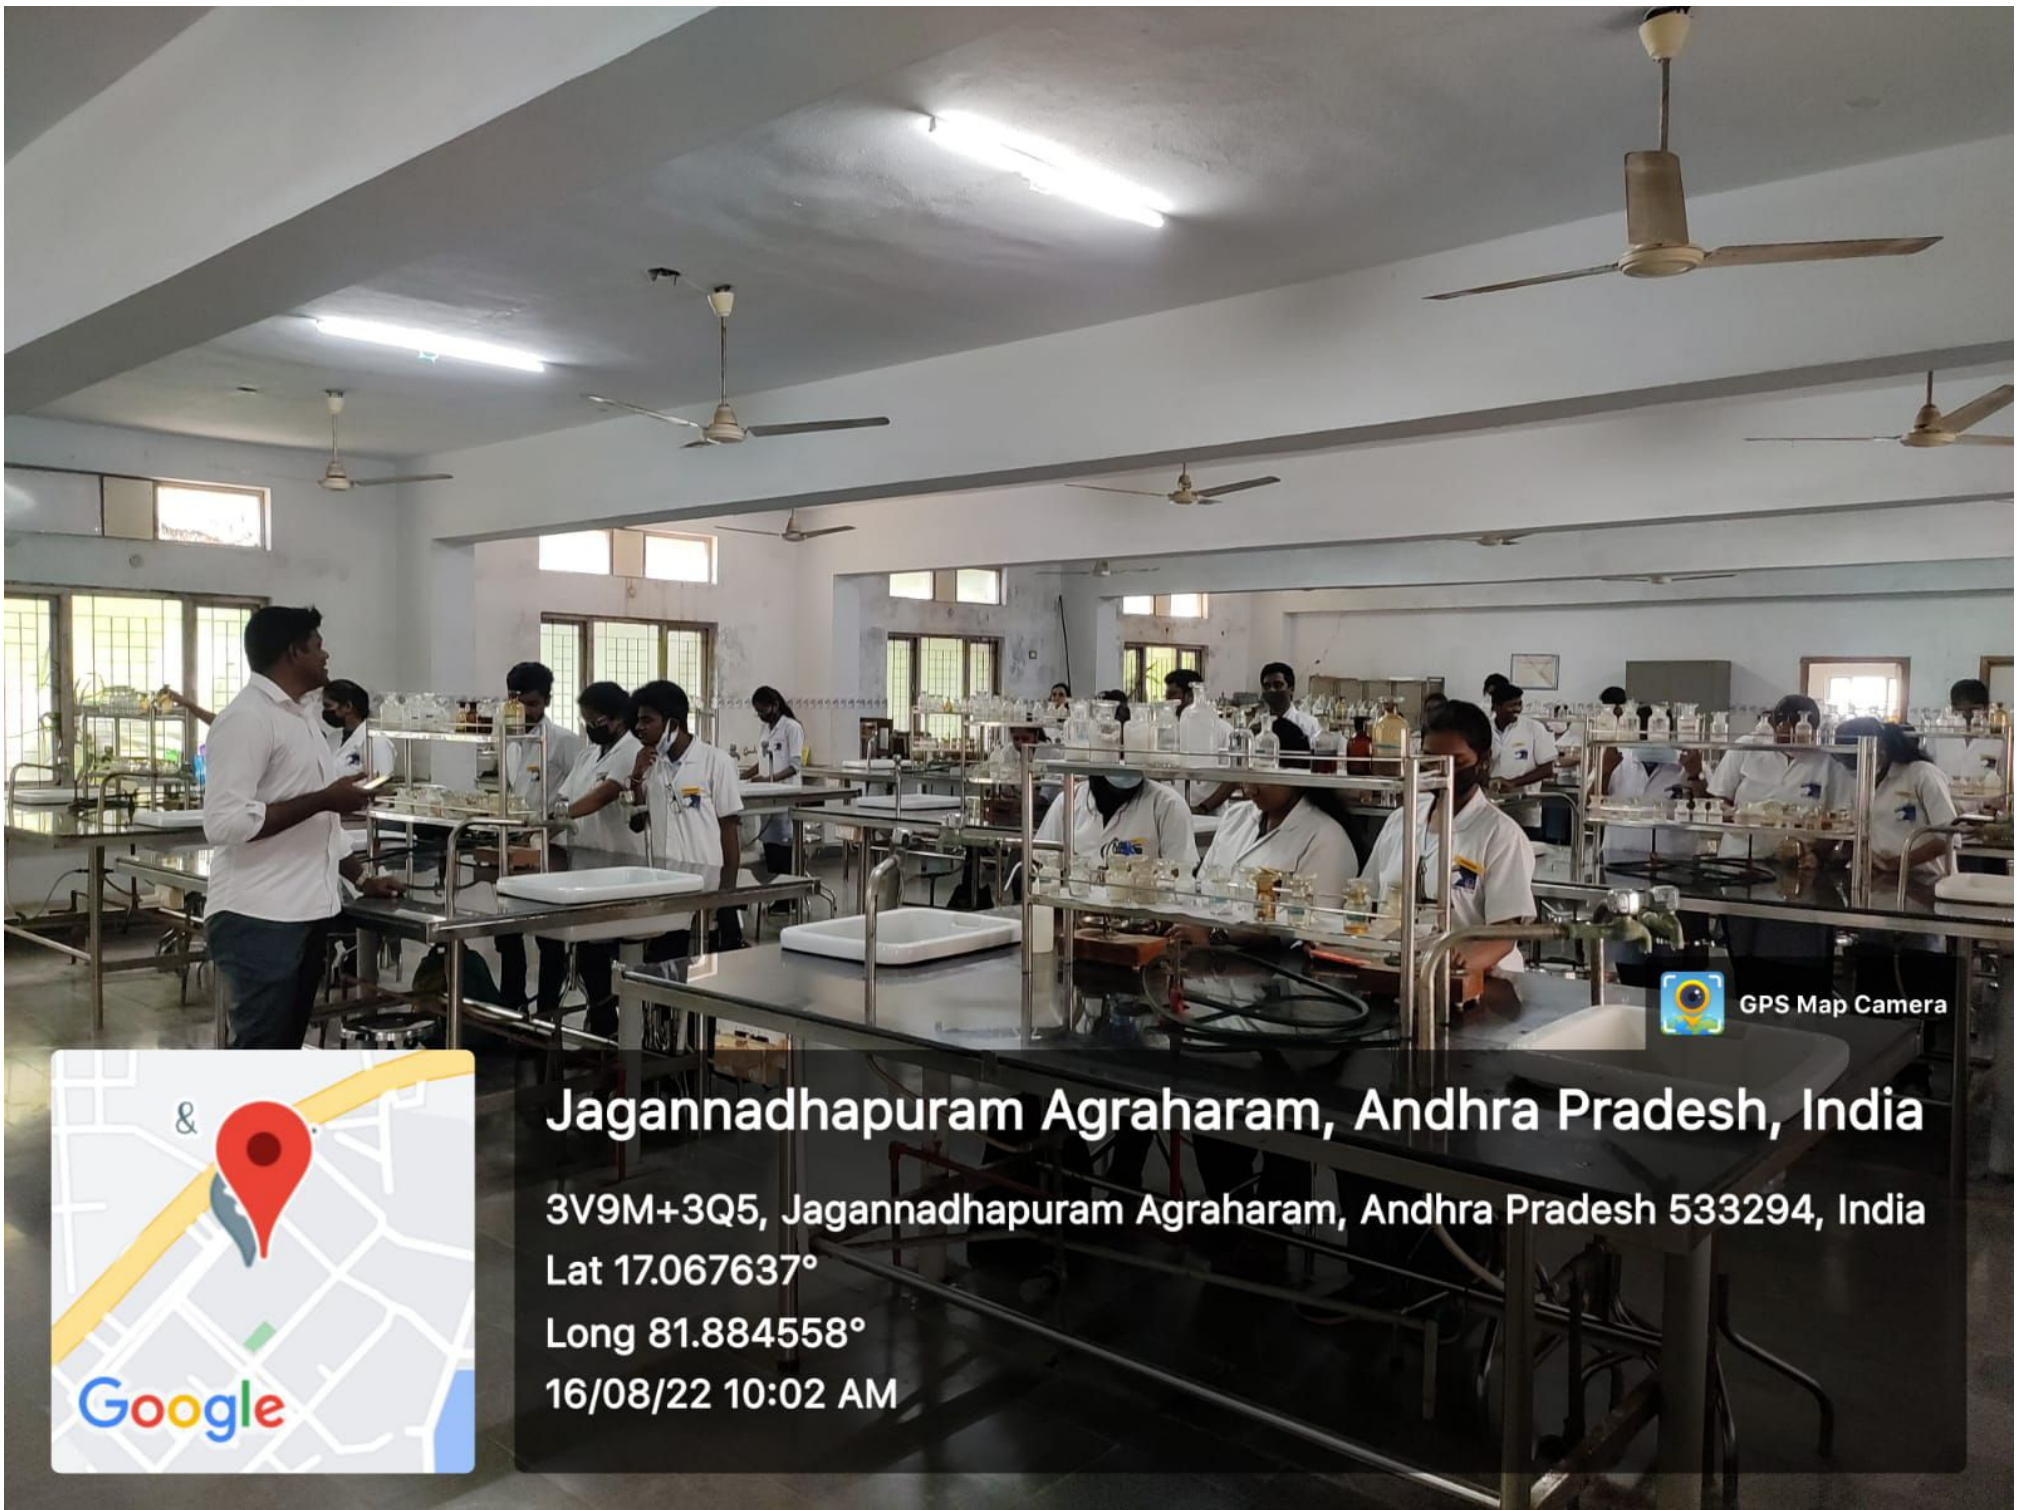 GPS Map Camera
&
Google
Jagannadhapuram Agraharam, Andhra Pradesh, India
3V9M+3Q5, Jagannadhapuram Agraharam, Andhra Pradesh 533294, India
Lat 17.067637°
Long 81.884558°
16/08/22 10:02 AM